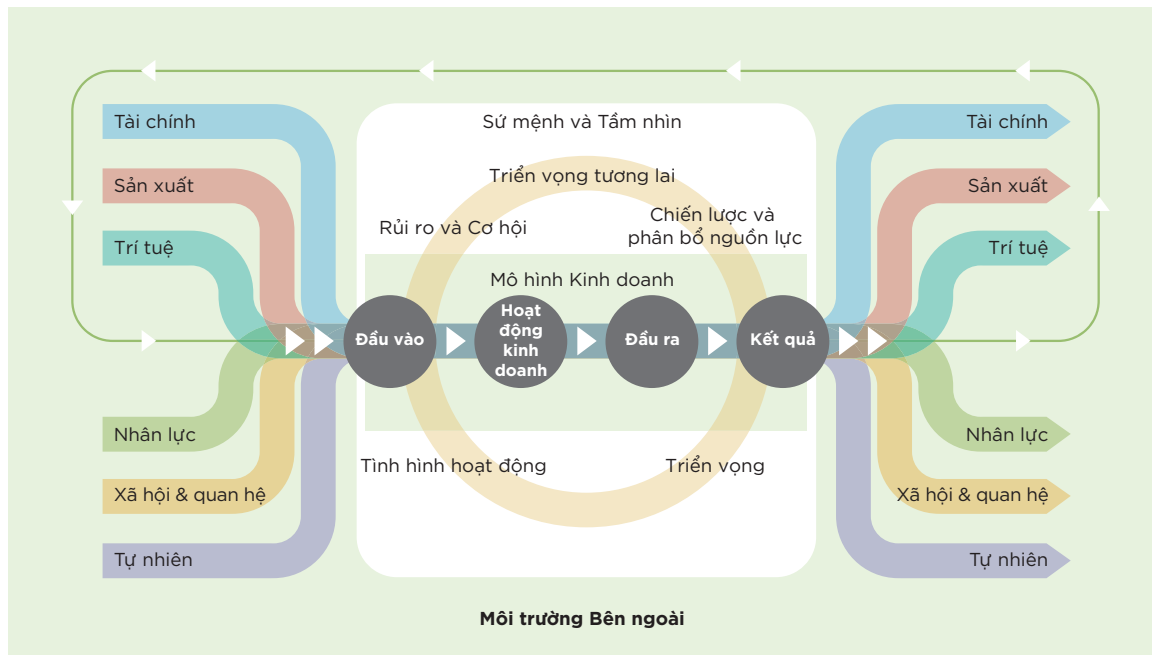 Tài chính
Sản xuất
Trí tuệ
Nhân lực
Xã hội & quan hệ
Tự nhiên
Sứ mệnh và Tầm nhìn
Triển vọng tương lai
Rủi ro và Cơ hội
Chiến lược và
phân bổ nguồn lực
Mô hình Kinh doanh
Đầu vào
Hoạt
động
kinh
doanh
Đầu ra
Kết quả
Tình hình hoạt động
Triển vọng
Tài chính
Sản xuất
Trí tuệ
Nhân lực
Xã hội & quan hệ
Tự nhiên
Môi trường Bên ngoài